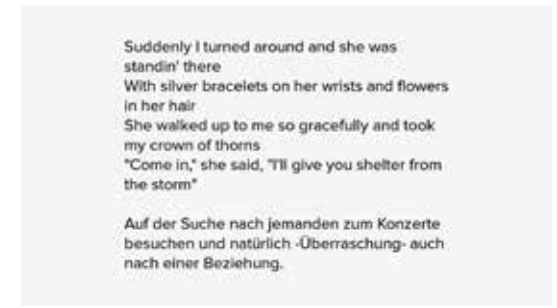 Suddenly I turned around and she was
standin' there
With silver bracelets on her wrists and flowers
in her hair
She walked up to me so gracefully and took
my crown of thorns
"Come in," she said, "I'll give you shelter from
the storm"
Auf der Suche nach jemanden zum Konzerte
besuchen und natürlich -Überraschung- auch
nach einer Beziehung.